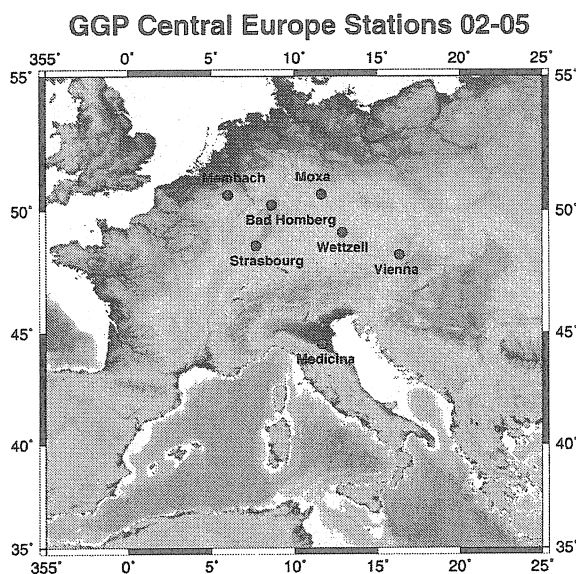 GGP Central Europe Stations 02-05
355° 0° 5° 10° 15° 20° 25°
55° 55°
Membach Moxa
50° 50°
Bad Homberg
Wettzell
Strasbourg
Vienna
45° 45°
Medicina
40° 40°
35° 35°
355° 0° 5° 10° 15° 20° 25°